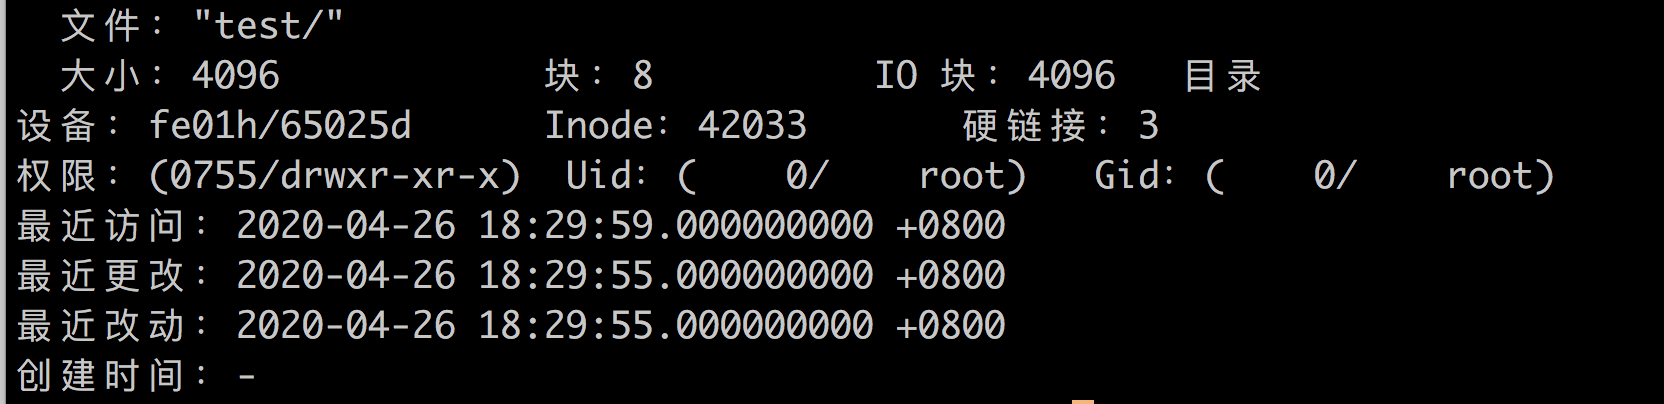 文件："test/"
大小：4096 块：8 IO 块：4096 目录
设备：fe01h/65025d Inode：42033 硬链接：3
权限：(0755/drwxr-xr-x) Uid：( 0/ root) Gid：( 0/ root)
最近访问：2020-04-26 18:29:59.000000000 +0800
最近更改：2020-04-26 18:29:55.000000000 +0800
最近改动：2020-04-26 18:29:55.000000000 +0800
创建时间：-